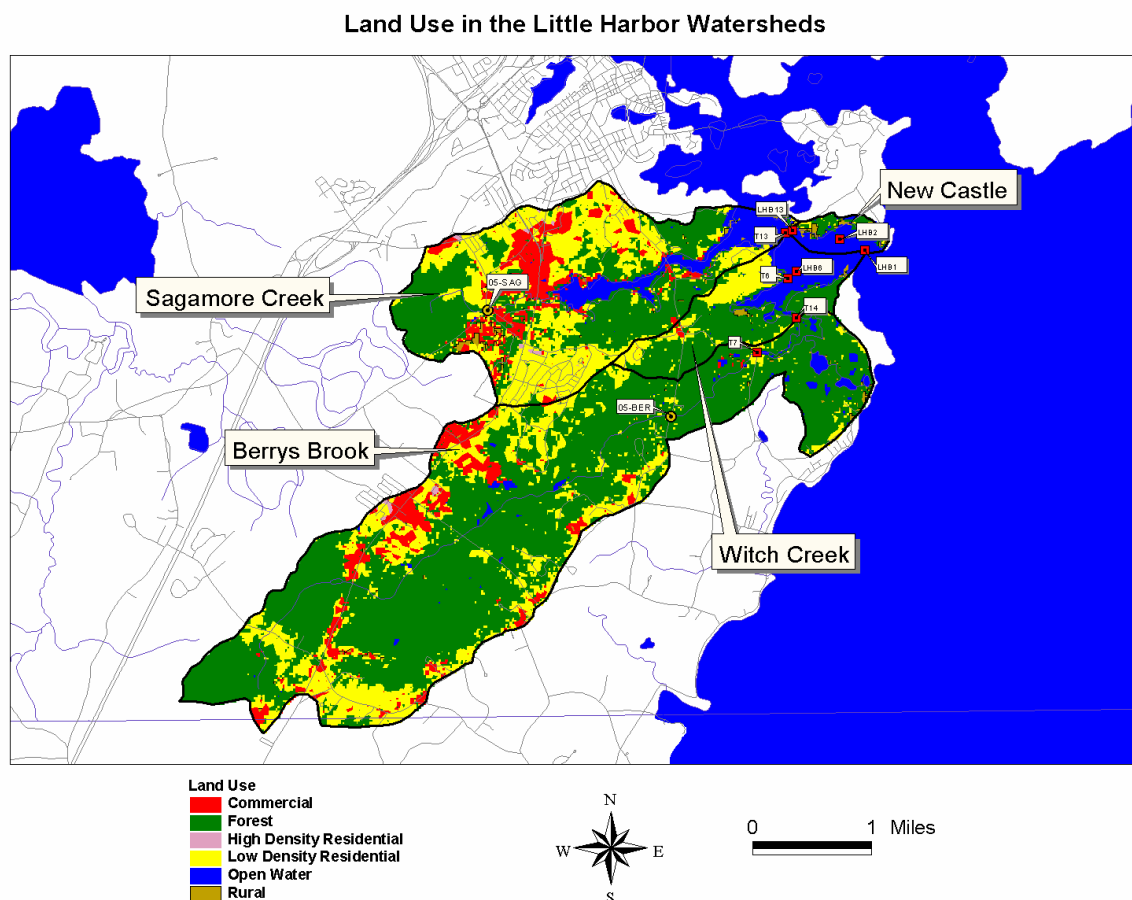 Land Use in the Little Harbor Watersheds
New Castle
LHB13
T13
LHB2
LHB1
LHB6
T6
Sagamore Creek
05-SAG
T14
T7
05-BER
Berrys Brook
Witch Creek
Land Use
Commercial
Forest
High Density Residential
Low Density Residential
Open Water
Rural
N
W E
S
0 1 Miles